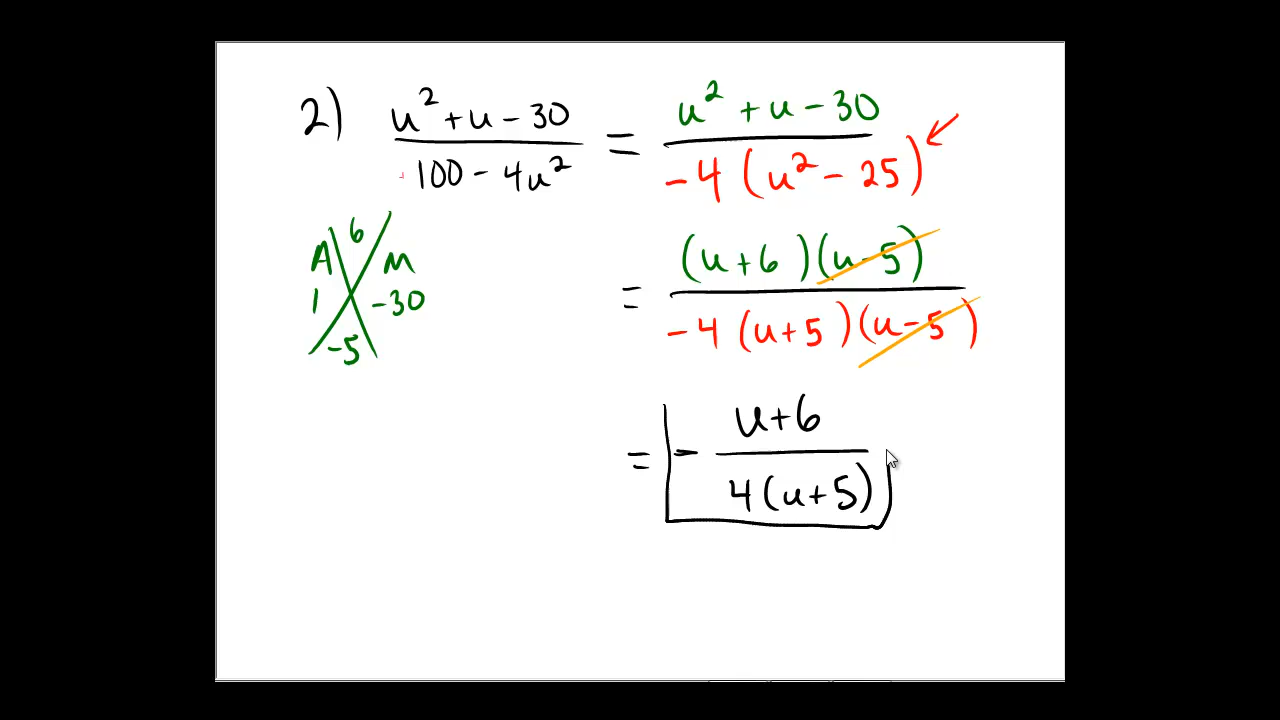 2) u² + u - 30 / 100 - 4u² = u² + u - 30 / -4(u² - 25)
A 6 M
1 -30
-5
= (u+6)(u-5) / -4(u+5)(u-5)
= - u+6 / 4(u+5)